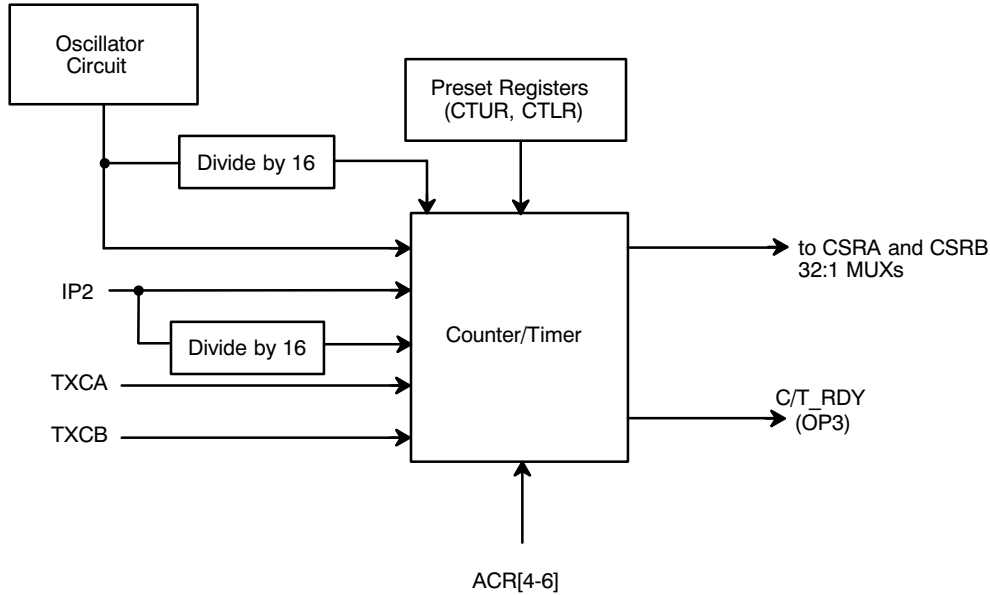 Oscillator
Circuit
Preset Registers
(CTUR, CTLR)
Divide by 16
to CSRA and CSRB
32:1 MUXs
IP2
Counter/Timer
Divide by 16
TXCA
C/T_RDY
(OP3)
TXCB
ACR[4-6]